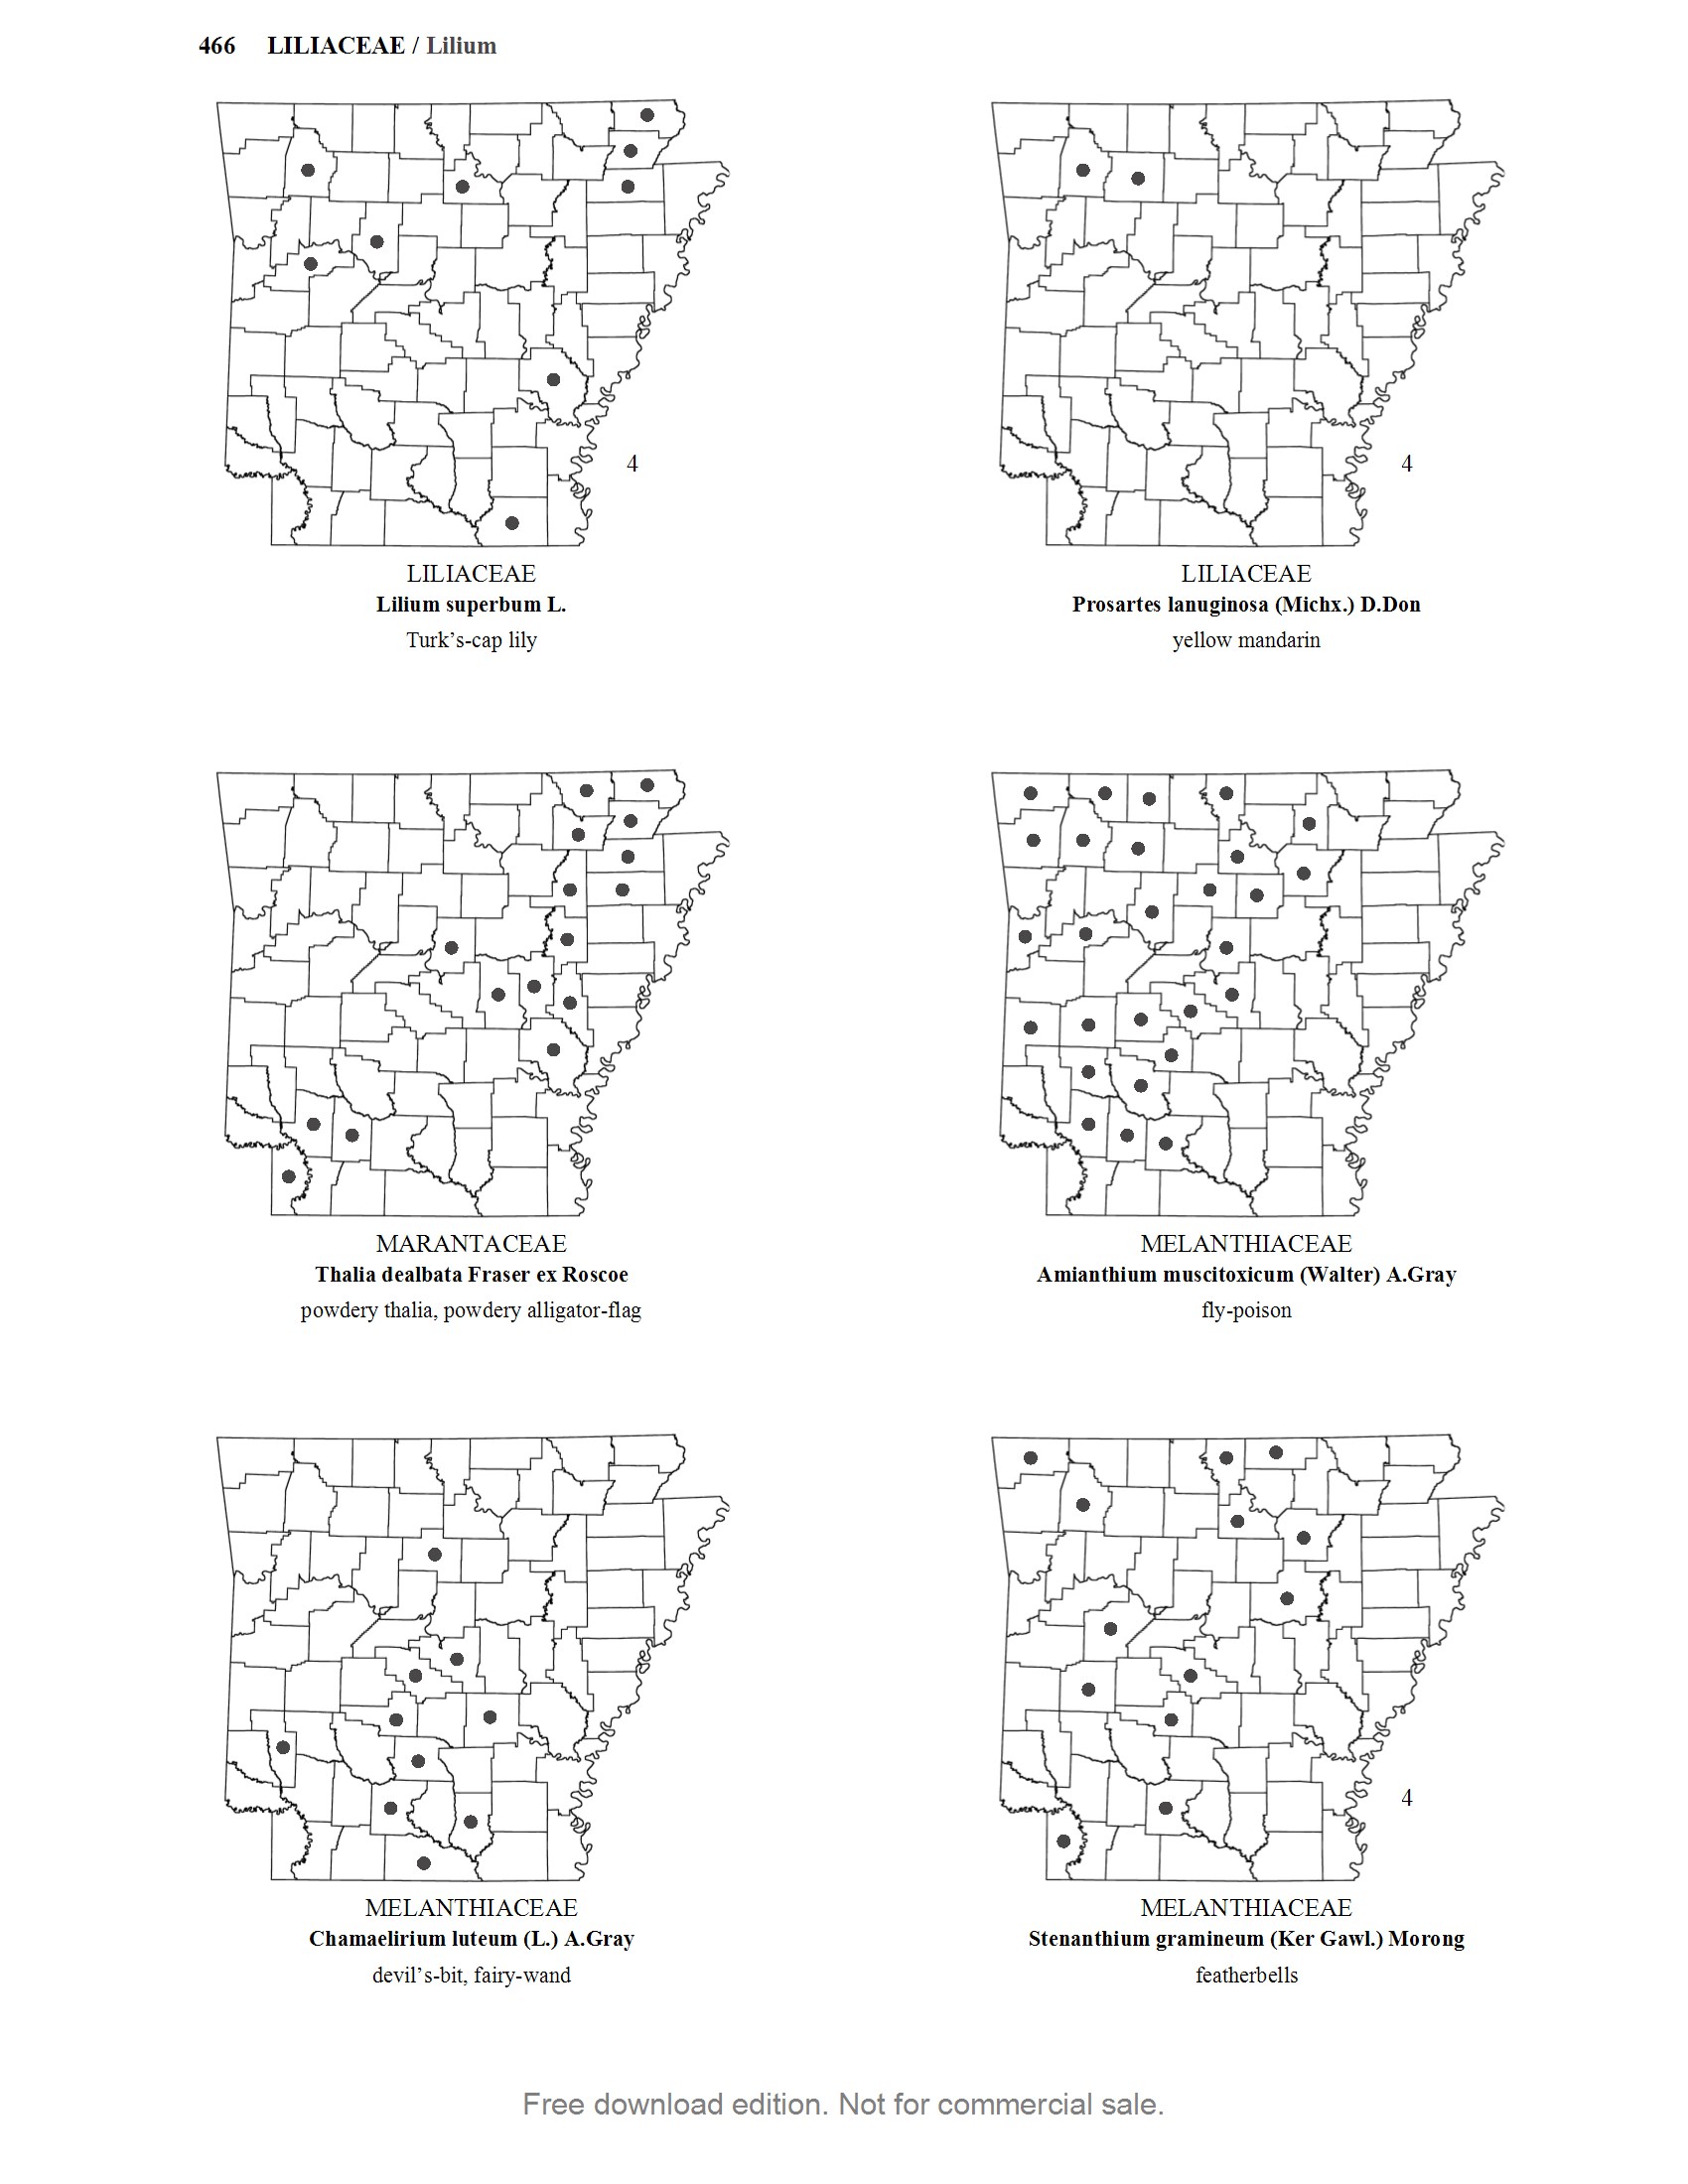 466 LILIACEAE / Lilium
4
LILIACEAE
Lilium superbum L.
Turk’s-cap lily
4
LILIACEAE
Prosartes lanuginosa (Michx.) D.Don
yellow mandarin
MARANTACEAE
Thalia dealbata Fraser ex Roscoe
powdery thalia, powdery alligator-flag
MELANTHIACEAE
Amianthium muscitoxicum (Walter) A.Gray
fly-poison
MELANTHIACEAE
Chamaelirium luteum (L.) A.Gray
devil’s-bit, fairy-wand
4
MELANTHIACEAE
Stenanthium gramineum (Ker Gawl.) Morong
featherbells
Free download edition. Not for commercial sale.